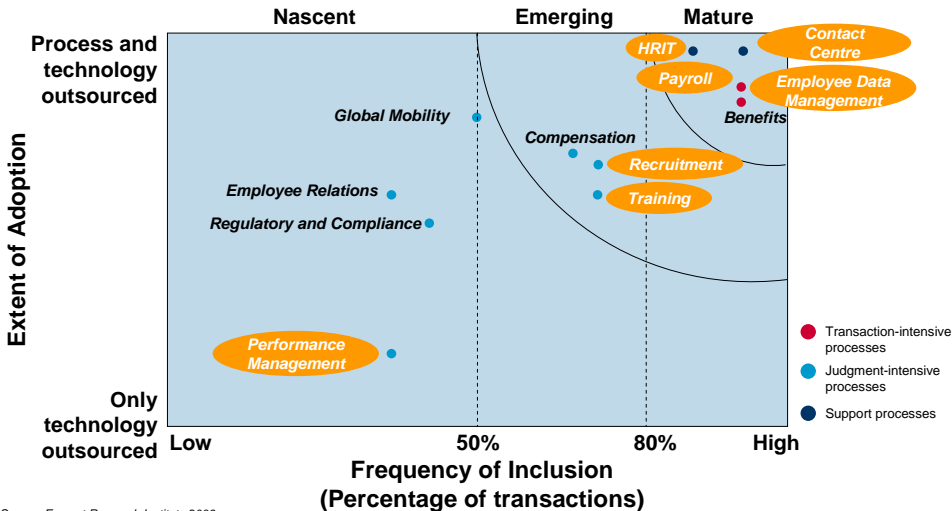 Nascent
Emerging
Mature
Process and
technology
outsourced
HRIT
Contact
Centre
Payroll
Employee Data
Management
Benefits
Global Mobility
Compensation
Recruitment
Employee Relations
Training
Regulatory and Compliance
Extent of Adoption
Performance
Management
Transaction-intensive
processes
Judgment-intensive
processes
Support processes
Only
technology
outsourced
Low
50%
80%
High
Frequency of Inclusion
(Percentage of transactions)